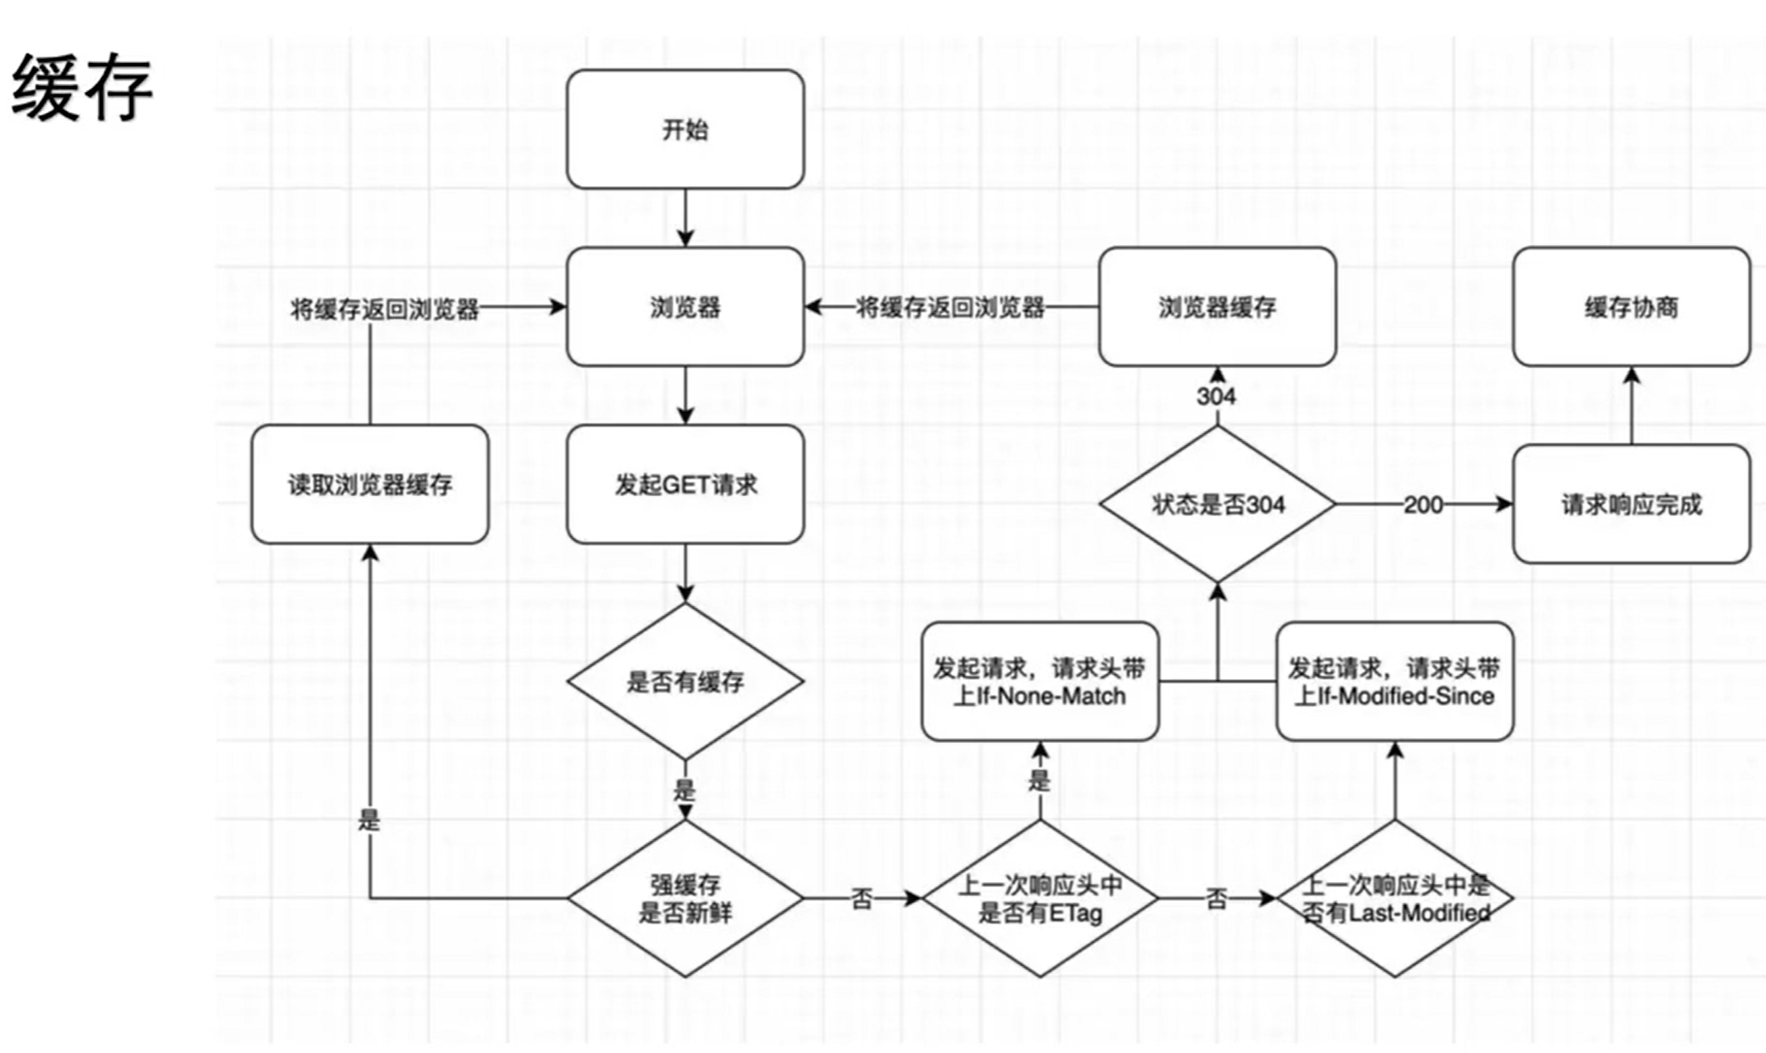 缓存
开始
将缓存返回浏览器
浏览器
将缓存返回浏览器
浏览器缓存
缓存协商
304
读取浏览器缓存
发起GET请求
状态是否304
200
请求响应完成
是否有缓存
发起请求，请求头带
上If-None-Match
发起请求，请求头带
上If-Modified-Since
是
是
是
强缓存
是否新鲜
否
上一次响应头中
是否有ETag
否
上一次响应头中是
否有Last-Modified